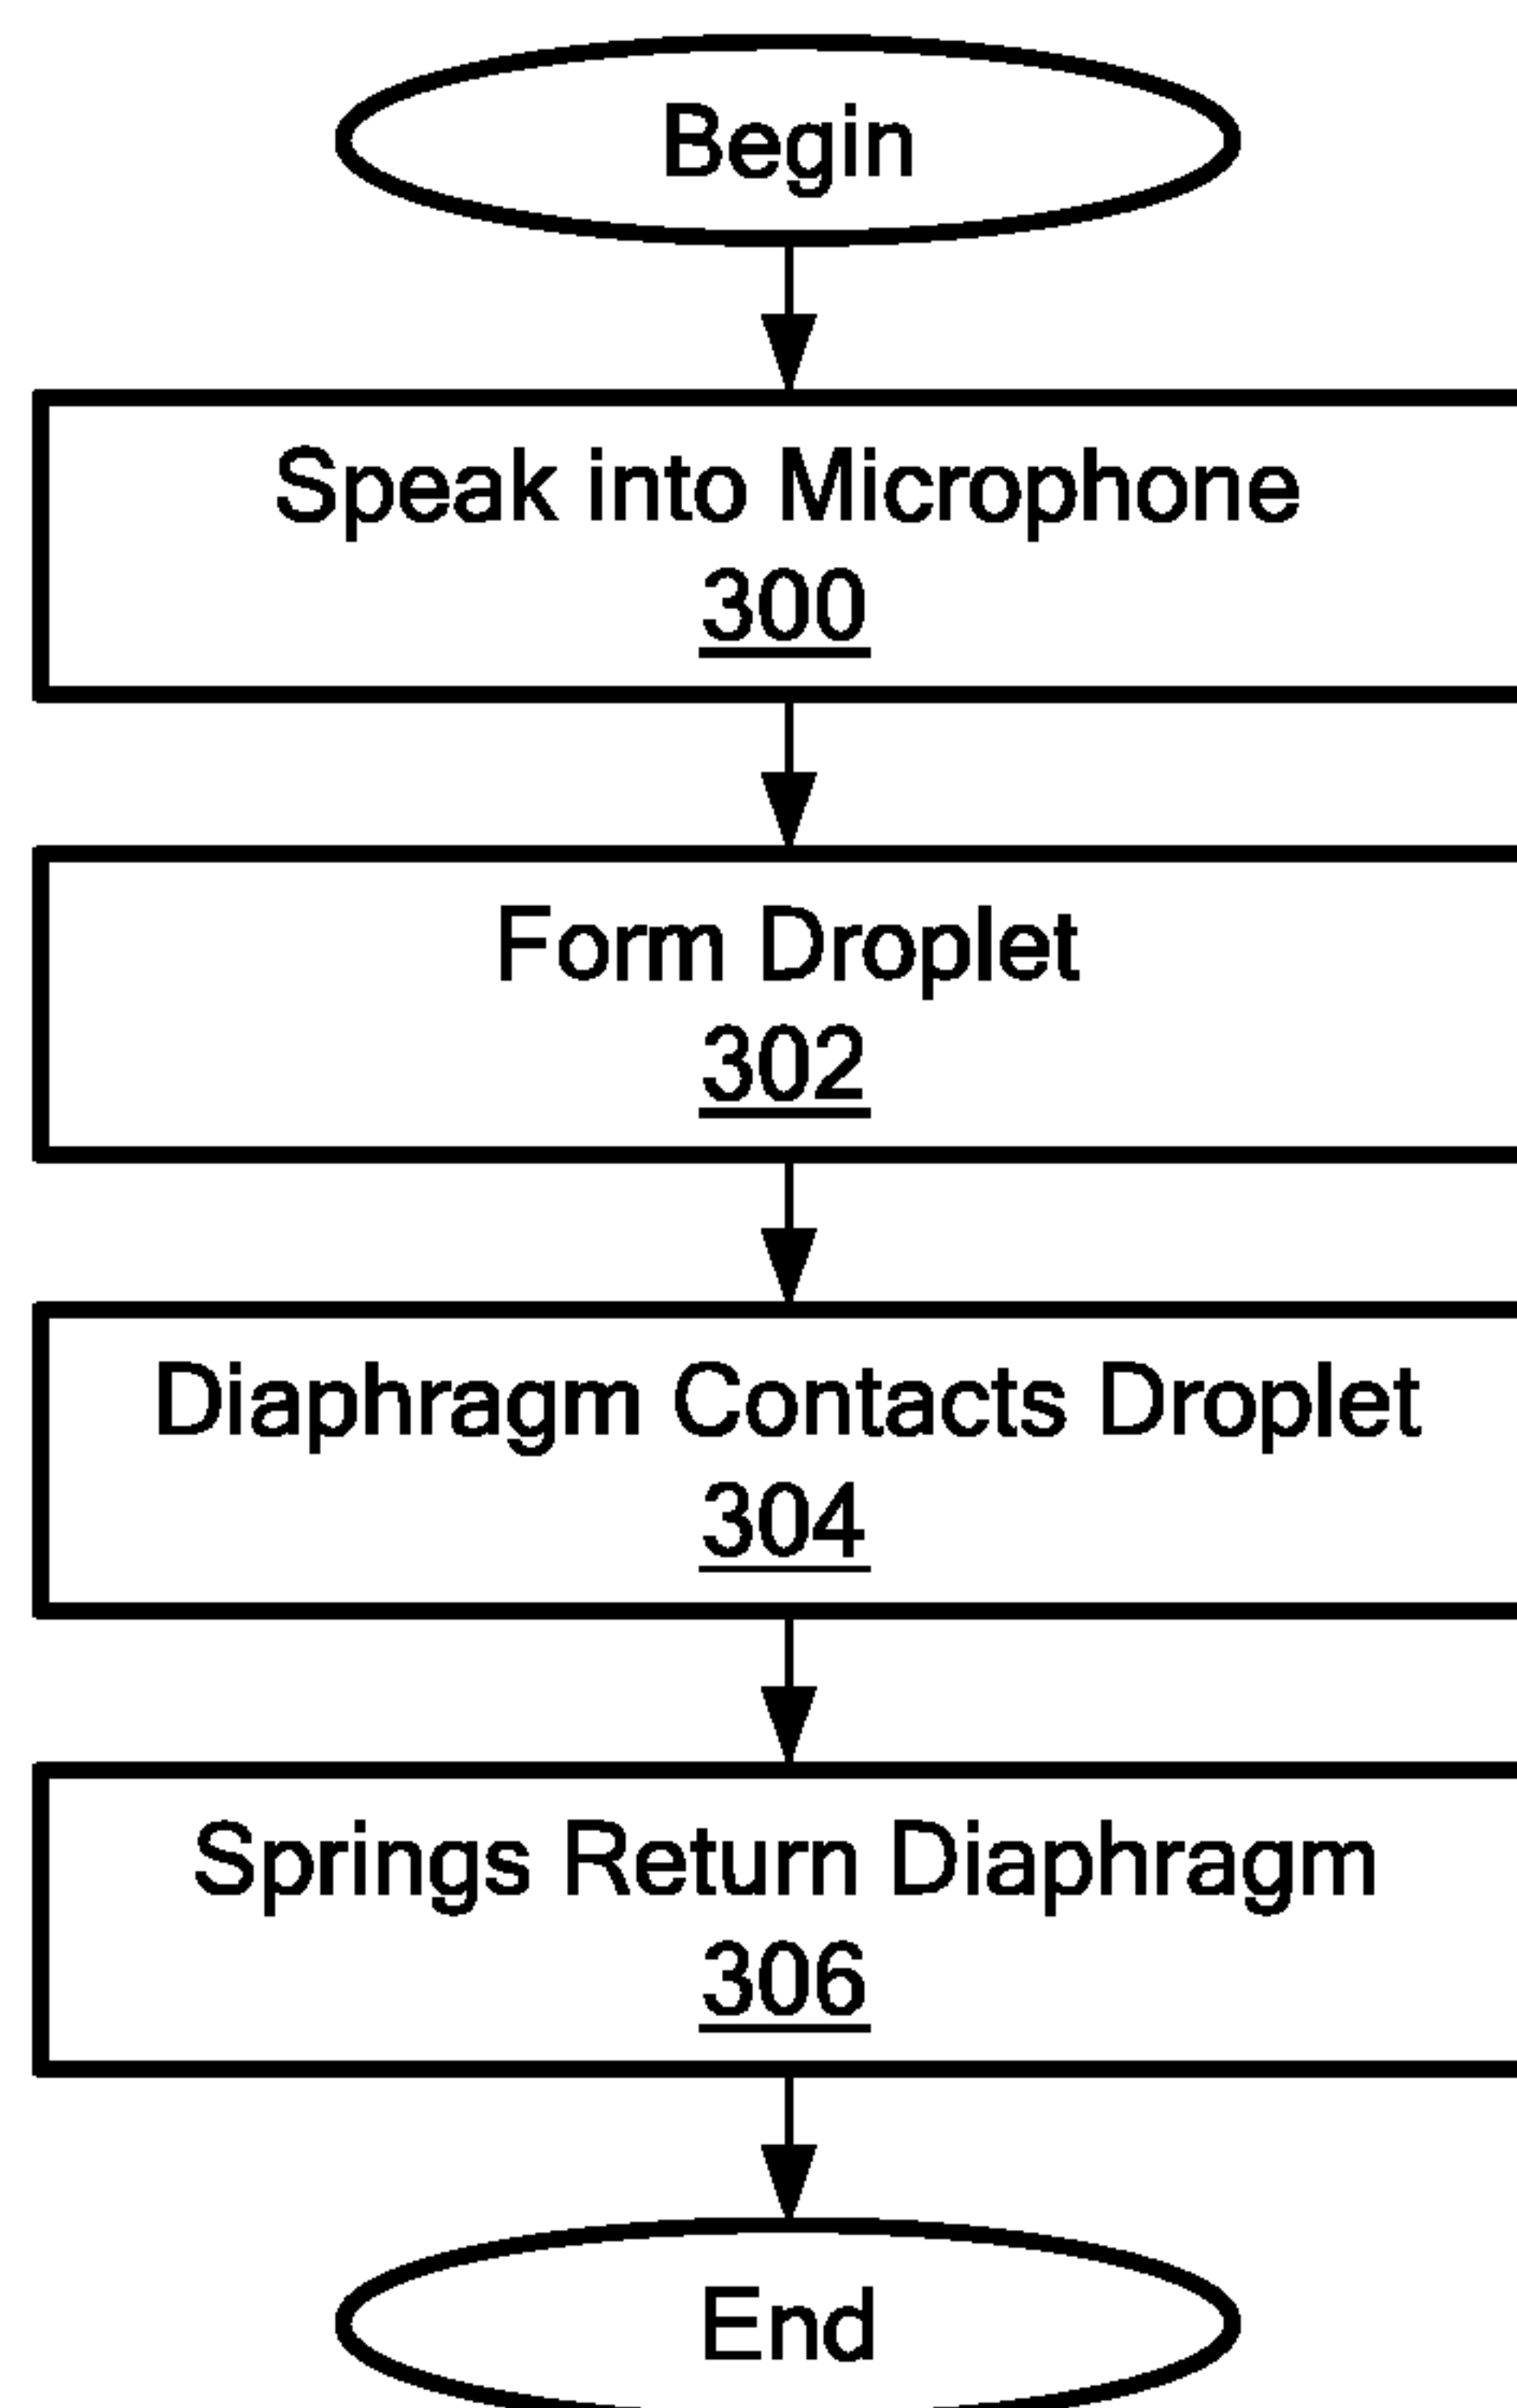 Begin
Speak into Microphone
300
Form Droplet
302
Diaphragm Contacts Droplet
304
Springs Return Diaphragm
306
End